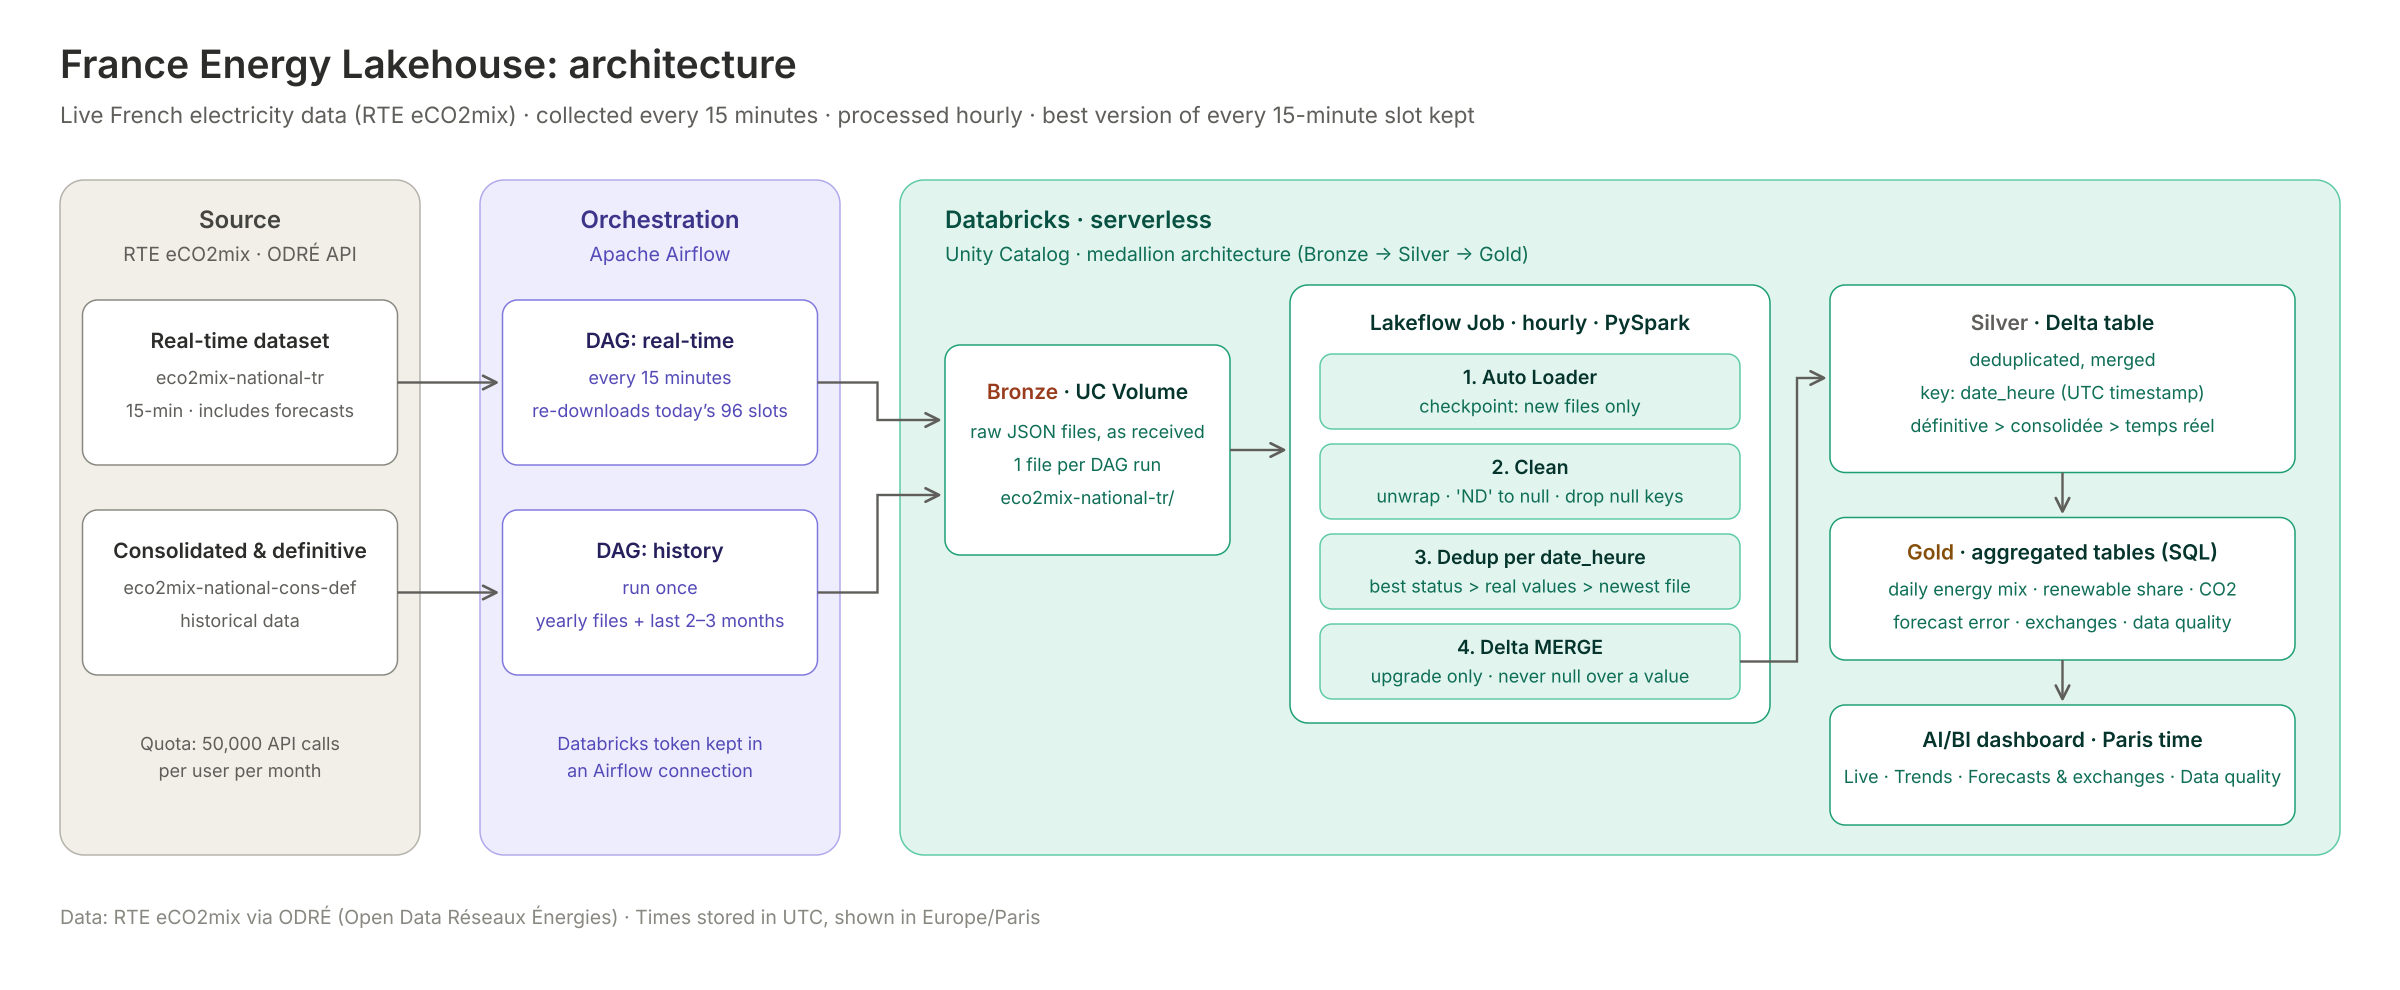 France Energy Lakehouse: architecture
Live French electricity data (RTE eCO2mix) · collected every 15 minutes · processed hourly · best version of every 15-minute slot kept
Source
RTE eCO2mix · ODRÉ API
Real-time dataset
eco2mix-national-tr
15-min · includes forecasts
Consolidated & definitive
eco2mix-national-cons-def
historical data
Quota: 50,000 API calls
per user per month
Orchestration
Apache Airflow
DAG: real-time
every 15 minutes
re-downloads today’s 96 slots
DAG: history
run once
yearly files + last 2–3 months
Databricks token kept in
an Airflow connection
Databricks · serverless
Unity Catalog · medallion architecture (Bronze → Silver → Gold)
Bronze · UC Volume
raw JSON files, as received
1 file per DAG run
eco2mix-national-tr/
Lakeflow Job · hourly · PySpark
1. Auto Loader
checkpoint: new files only
2. Clean
unwrap · 'ND' to null · drop null keys
3. Dedup per date_heure
best status > real values > newest file
4. Delta MERGE
upgrade only · never null over a value
Silver · Delta table
deduplicated, merged
key: date_heure (UTC timestamp)
définitive > consolidée > temps réel
Gold · aggregated tables (SQL)
daily energy mix · renewable share · CO2
forecast error · exchanges · data quality
AI/BI dashboard · Paris time
Live · Trends · Forecasts & exchanges · Data quality
Data: RTE eCO2mix via ODRÉ (Open Data Réseaux Énergies) · Times stored in UTC, shown in Europe/Paris